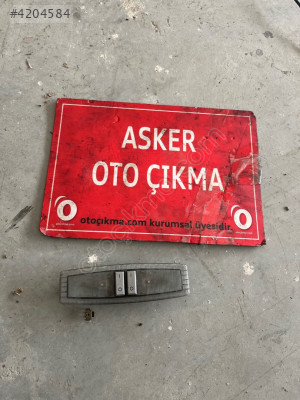 #4204584
ASKER
OTO ÇIKMA
otoçıkma.com kurumsal üyesidir.